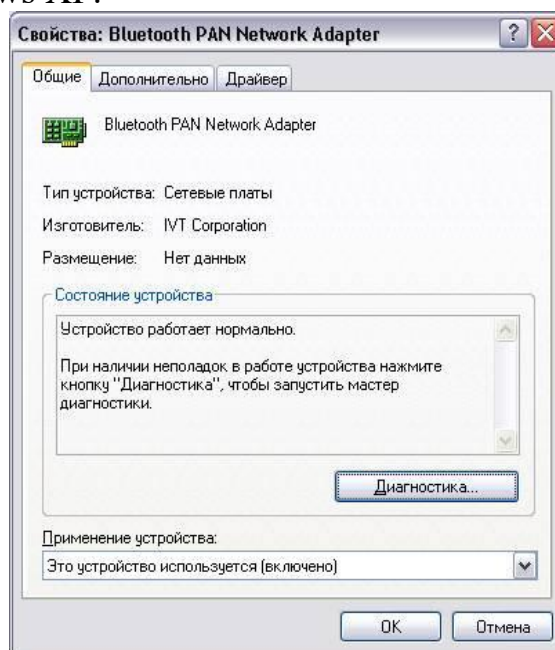 Свойства: Bluetooth PAN Network Adapter
Общие Дополнительно Драйвер
Bluetooth PAN Network Adapter
Тип устройства: Сетевые платы
Изготовитель: IVT Corporation
Размещение: Нет данных
Состояние устройства
Устройство работает нормально.
При наличии неполадок в работе устройства нажмите
кнопку "Диагностика", чтобы запустить мастер
диагностики.
Диагностика...
Применение устройства:
Это устройство используется (включено)
OK Отмена